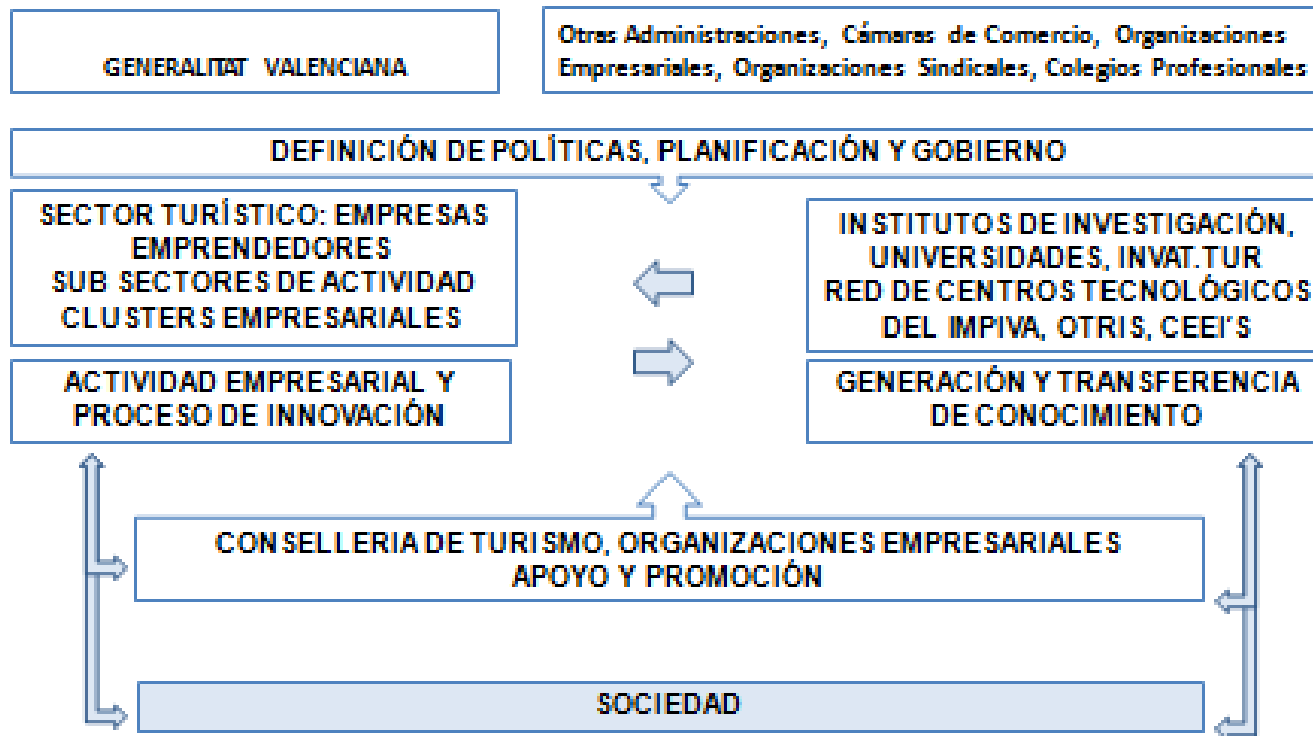 GENERALITAT VALENCIANA
Otras Administraciones, Cámaras de Comercio, Organizaciones
Empresariales, Organizaciones Sindicales, Colegios Profesionales
DEFINICIÓN DE POLÍTICAS, PLANIFICACIÓN Y GOBIERNO
SECTOR TURÍSTICO: EMPRESAS
EMPRENDEDORES
SUB SECTORES DE ACTIVIDAD
CLUSTERS EMPRESARIALES
INSTITUTOS DE INVESTIGACIÓN,
UNIVERSIDADES, INVAT.TUR
RED DE CENTROS TECNOLÓGICOS
DEL IMPIVA, OTRIS, CEEI´S
ACTIVIDAD EMPRESARIAL Y
PROCESO DE INNOVACIÓN
GENERACIÓN Y TRANSFERENCIA
DE CONOCIMIENTO
CONSELLERIA DE TURISMO, ORGANIZACIONES EMPRESARIALES
APOYO Y PROMOCIÓN
SOCIEDAD